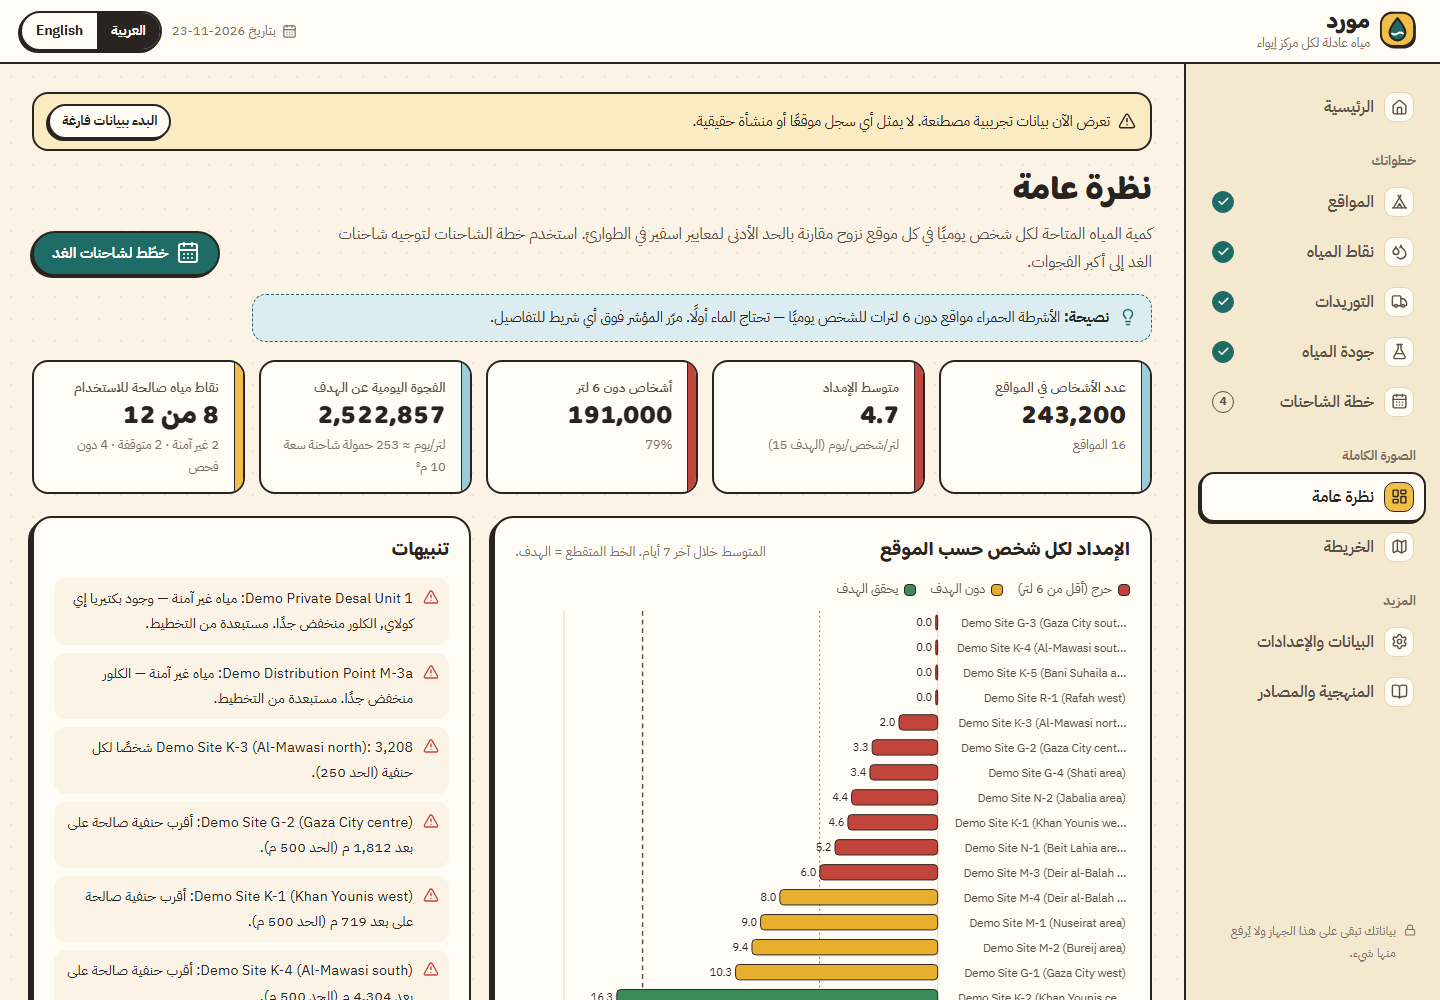 مورد
مياه عادلة لكل مركز إيواء
بتاريخ 2026-11-23
العربية
English
الرئيسية
خطواتك
المواقع
نقاط المياه
التوريدات
جودة المياه
خطة الشاحنات
4
الصورة الكاملة
نظرة عامة
الخريطة
المزيد
البيانات والإعدادات
المنهجية والمصادر
بياناتك تبقى على هذا الجهاز ولا يُرفع
منها شيء.
تعرض الآن بيانات تجريبية مصطنعة. لا يمثل أي سجل موقعًا أو منشأة حقيقية.
البدء ببيانات فارغة
نظرة عامة
كمية المياه المتاحة لكل شخص يوميًا في كل موقع نزوح مقارنة بالحد الأدنى لمعايير اسفير في الطوارئ. استخدم خطة الشاحنات لتوجيه شاحنات
الغد إلى أكبر الفجوات.
خطّط لشاحنات الغد
نصيحة: الأشرطة الحمراء مواقع دون 6 لترات للشخص يوميًا — تحتاج الماء أولًا. مرّر المؤشر فوق أي شريط للتفاصيل.
عدد الأشخاص في المواقع
243,200
16 المواقع
متوسط الإمداد
4.7
لتر/شخص/يوم (الهدف 15)
أشخاص دون 6 لتر
191,000
79%
الفجوة اليومية عن الهدف
2,522,857
لتر/يوم ≈ 253 حمولة شاحنة سعة
10 م³
نقاط مياه صالحة للاستخدام
8 من 12
2 غير آمنة · 2 متوقفة · 4 دون
فحص
الإمداد لكل شخص حسب الموقع
المتوسط خلال آخر 7 أيام. الخط المتقطع = الهدف.
حرج (أقل من 6 لتر)
دون الهدف
يحقق الهدف
Demo Site G-3 (Gaza City sout... 0.0
Demo Site K-4 (Al-Mawasi sout... 0.0
Demo Site K-5 (Bani Suhaila a... 0.0
Demo Site R-1 (Rafah west) 0.0
Demo Site K-3 (Al-Mawasi nort... 2.0
Demo Site G-2 (Gaza City cent... 3.3
Demo Site G-4 (Shati area) 3.4
Demo Site N-2 (Jabalia area) 4.4
Demo Site K-1 (Khan Younis we... 4.6
Demo Site N-1 (Beit Lahia are... 5.2
Demo Site M-3 (Deir al-Balah ... 6.0
Demo Site M-4 (Deir al-Balah ... 8.0
Demo Site M-1 (Nuseirat area) 9.0
Demo Site M-2 (Bureij area) 9.4
Demo Site G-1 (Gaza City west) 10.3
Demo Site K-2 (Khan Younis ce... 16.3
تنبيهات
Demo Private Desal Unit 1: مياه غير آمنة — وجود بكتيريا إي
كولاي, الكلور منخفض جدًا. مستبعدة من التخطيط.
Demo Distribution Point M-3a: مياه غير آمنة — الكلور
منخفض جدًا. مستبعدة من التخطيط.
Demo Site K-3 (Al-Mawasi north): 3,208 شخصًا لكل
حنفية (الحد 250).
Demo Site G-2 (Gaza City centre): أقرب حنفية صالحة على
بعد 1,812 م (الحد 500 م).
Demo Site K-1 (Khan Younis west): أقرب حنفية صالحة
على بعد 719 م (الحد 500 م).
Demo Site K-4 (Al-Mawasi south): أقرب حنفية صالحة على
بعد 4,304 م (الحد 500 م).